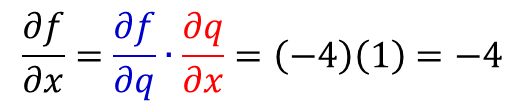 ∂f/∂x = ∂f/∂q · ∂q/∂x = (−4)(1) = −4